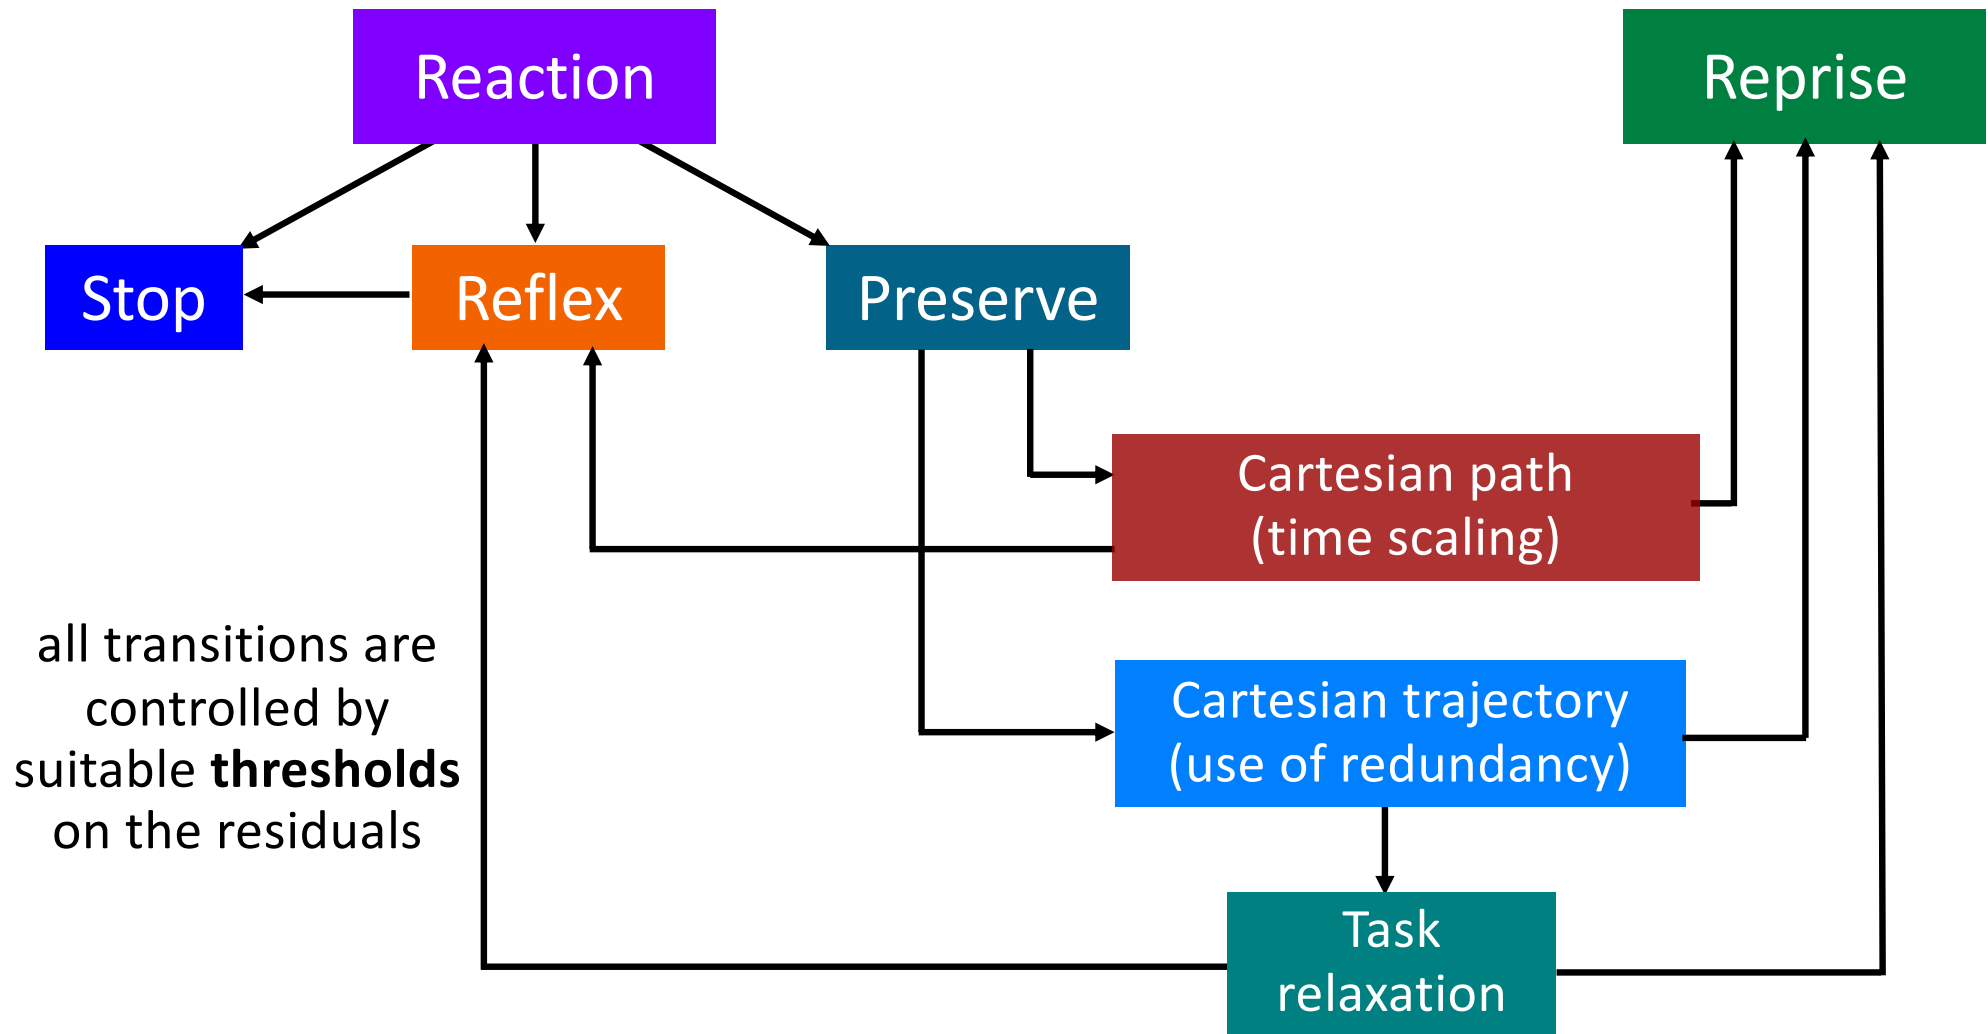 Reaction
Reprise
Stop
Reflex
Preserve
Cartesian path
(time scaling)
all transitions are
controlled by
suitable thresholds
on the residuals
Cartesian trajectory
(use of redundancy)
Task
relaxation